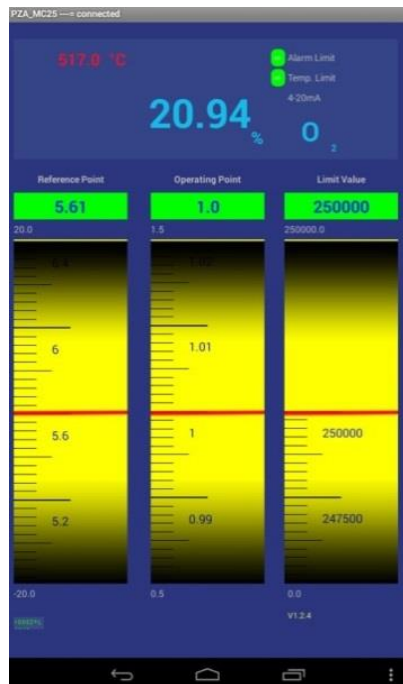 PZA_MC25 ---= connected
517.0 °C
Alarm Limit
Temp. Limit
4-20mA
20.94 %
O 2
Reference Point Operating Point Limit Value
5.61 1.0 250000
20.0 1.5 250000.0
6.4 1.02
6 1.01
5.6 1 250000
5.2 0.99 247500
-20.0 0.5 0.0
V1.2.4